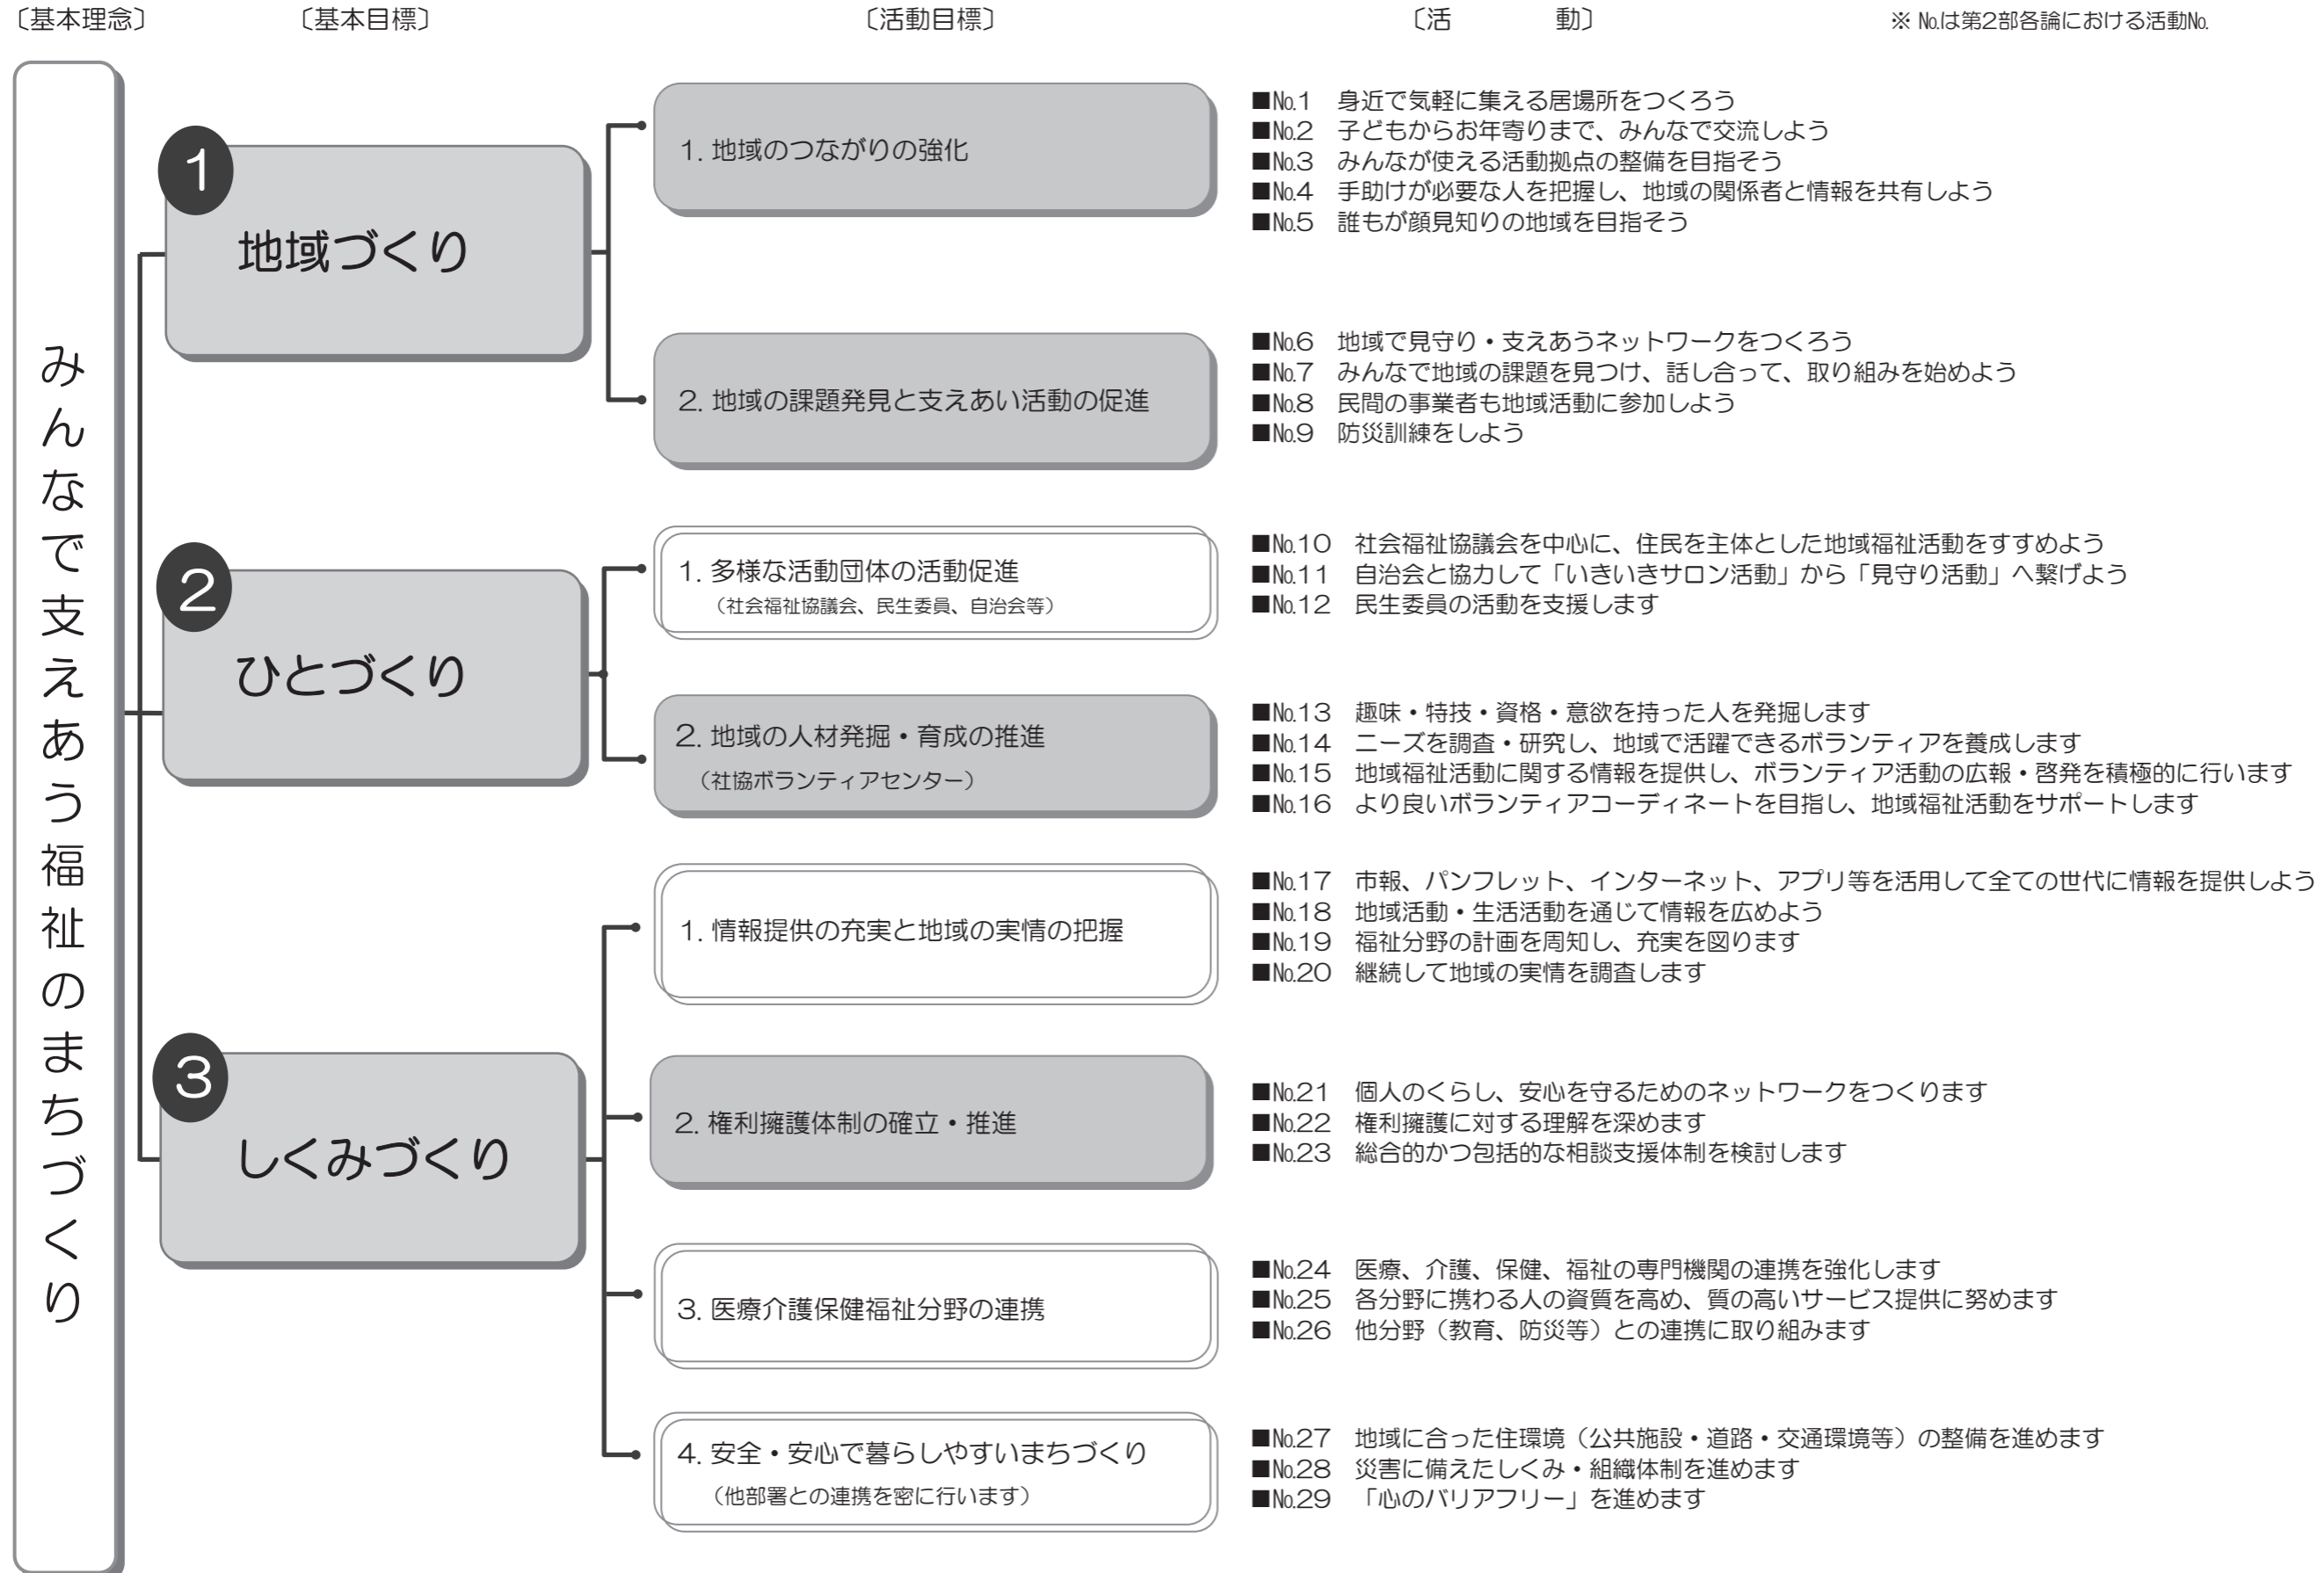 〔基本理念〕 〔基本目標〕 〔活動目標〕 〔活 動〕 ※ №は第2部各論における活動№
みんなで支えあう福祉のまちづくり
1
地域づくり
1. 地域のつながりの強化
■№1 身近で気軽に集える居場所をつくろう
■№2 子どもからお年寄りまで、みんなで交流しよう
■№3 みんなが使える活動拠点の整備を目指そう
■№4 手助けが必要な人を把握し、地域の関係者と情報を共有しよう
■№5 誰もが顔見知りの地域を目指そう
2. 地域の課題発見と支えあい活動の促進
■№6 地域で見守り・支えあうネットワークをつくろう
■№7 みんなで地域の課題を見つけ、話し合って、取り組みを始めよう
■№8 民間の事業者も地域活動に参加しよう
■№9 防災訓練をしよう
2
ひとづくり
1. 多様な活動団体の活動促進
（社会福祉協議会、民生委員、自治会等）
■№10 社会福祉協議会を中心に、住民を主体とした地域福祉活動をすすめよう
■№11 自治会と協力して「いきいきサロン活動」から「見守り活動」へ繋げよう
■№12 民生委員の活動を支援します
2. 地域の人材発掘・育成の推進
（社協ボランティアセンター）
■№13 趣味・特技・資格・意欲を持った人を発掘します
■№14 ニーズを調査・研究し、地域で活躍できるボランティアを養成します
■№15 地域福祉活動に関する情報を提供し、ボランティア活動の広報・啓発を積極的に行います
■№16 より良いボランティアコーディネートを目指し、地域福祉活動をサポートします
3
しくみづくり
1. 情報提供の充実と地域の実情の把握
■№17 市報、パンフレット、インターネット、アプリ等を活用して全ての世代に情報を提供しよう
■№18 地域活動・生活活動を通じて情報を広めよう
■№19 福祉分野の計画を周知し、充実を図ります
■№20 継続して地域の実情を調査します
2. 権利擁護体制の確立・推進
■№21 個人のくらし、安心を守るためのネットワークをつくります
■№22 権利擁護に対する理解を深めます
■№23 総合的かつ包括的な相談支援体制を検討します
3. 医療介護保健福祉分野の連携
■№24 医療、介護、保健、福祉の専門機関の連携を強化します
■№25 各分野に携わる人の資質を高め、質の高いサービス提供に努めます
■№26 他分野（教育、防災等）との連携に取り組みます
4. 安全・安心で暮らしやすいまちづくり
（他部署との連携を密に行います）
■№27 地域に合った住環境（公共施設・道路・交通環境等）の整備を進めます
■№28 災害に備えたしくみ・組織体制を進めます
■№29 「心のバリアフリー」を進めます